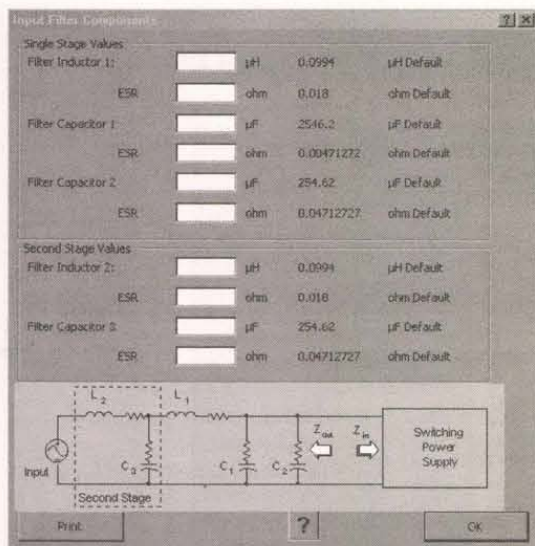 Input Filter Components ? ×
Single Stage Values
Filter Inductor 1: µH 0.0994 µH Default
ESR ohm 0.018 ohm Default
Filter Capacitor 1 µF 2546.2 µF Default
ESR ohm 0.00471272 ohm Default
Filter Capacitor 2 µF 254.62 µF Default
ESR ohm 0.04712727 ohm Default
Second Stage Values
Filter Inductor 2: µH 0.0994 µH Default
ESR ohm 0.018 ohm Default
Filter Capacitor 3 µF 254.62 µF Default
ESR ohm 0.04712727 ohm Default
L2 L1
Zout Zin
Switching
Power
Supply
Input
C3 C1 C2
Second Stage
Print ? OK